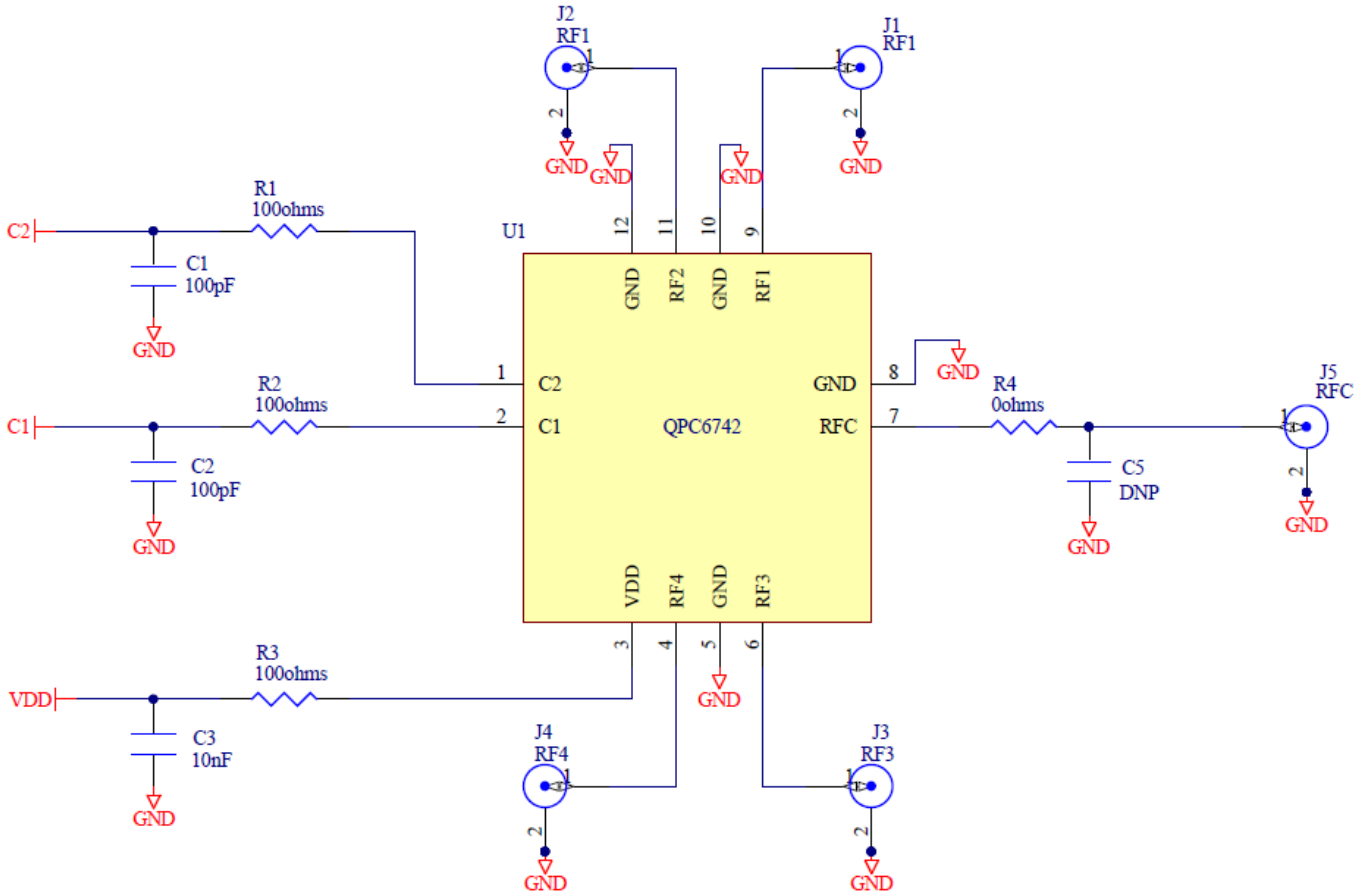 J2
RF1
1
2
GND
J1
RF1
1
2
GND
GND
GND
C2
R1
100ohms
C1
100pF
GND
U1
12
11
10
9
GND
RF2
GND
RF1
1
C2
GND
8
GND
C1
R2
100ohms
2
C1
QPC6742
RFC
7
R4
0ohms
J5
RFC
1
2
GND
C2
100pF
GND
C5
DNP
GND
VDD
RF4
GND
RF3
3
4
5
6
GND
VDD
R3
100ohms
C3
10nF
GND
J4
RF4
1
2
GND
J3
RF3
1
2
GND